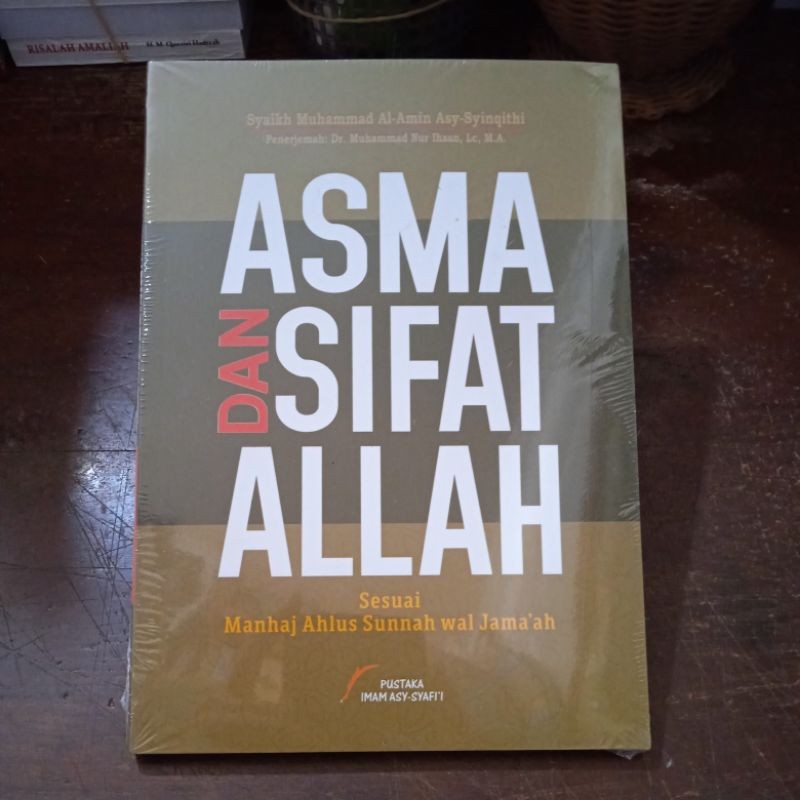 RISALAH AMALIAH
Syaikh Muhammad Al-Amin Asy-Syinqithi
Penerjemah: Dr. Muhammad Nur Ihsan, Lc, M.A.
ASMA
DAN
SIFAT
ALLAH
Sesuai
Manhaj Ahlus Sunnah wal Jama'ah
PUSTAKA
IMAM ASY-SYAFI'I